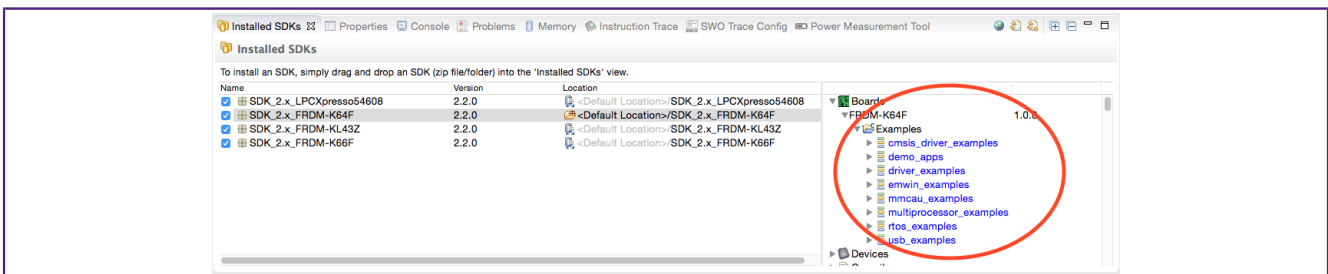 Installed SDKs Properties Console Problems Memory Instruction Trace SWO Trace Config Power Measurement Tool
Installed SDKs
To install an SDK, simply drag and drop an SDK (zip file/folder) into the 'Installed SDKs' view.
Name Version Location
SDK_2.x_LPCXpresso54608 2.2.0 <Default Location>/SDK_2.x_LPCXpresso54608
SDK_2.x_FRDM-K64F 2.2.0 <Default Location>/SDK_2.x_FRDM-K64F
SDK_2.x_FRDM-KL43Z 2.2.0 <Default Location>/SDK_2.x_FRDM-KL43Z
SDK_2.x_FRDM-K66F 2.2.0 <Default Location>/SDK_2.x_FRDM-K66F
Boards
FRDM-K64F 1.0.0
Examples
cmsis_driver_examples
demo_apps
driver_examples
emwin_examples
mmcau_examples
multiprocessor_examples
rtos_examples
usb_examples
Devices